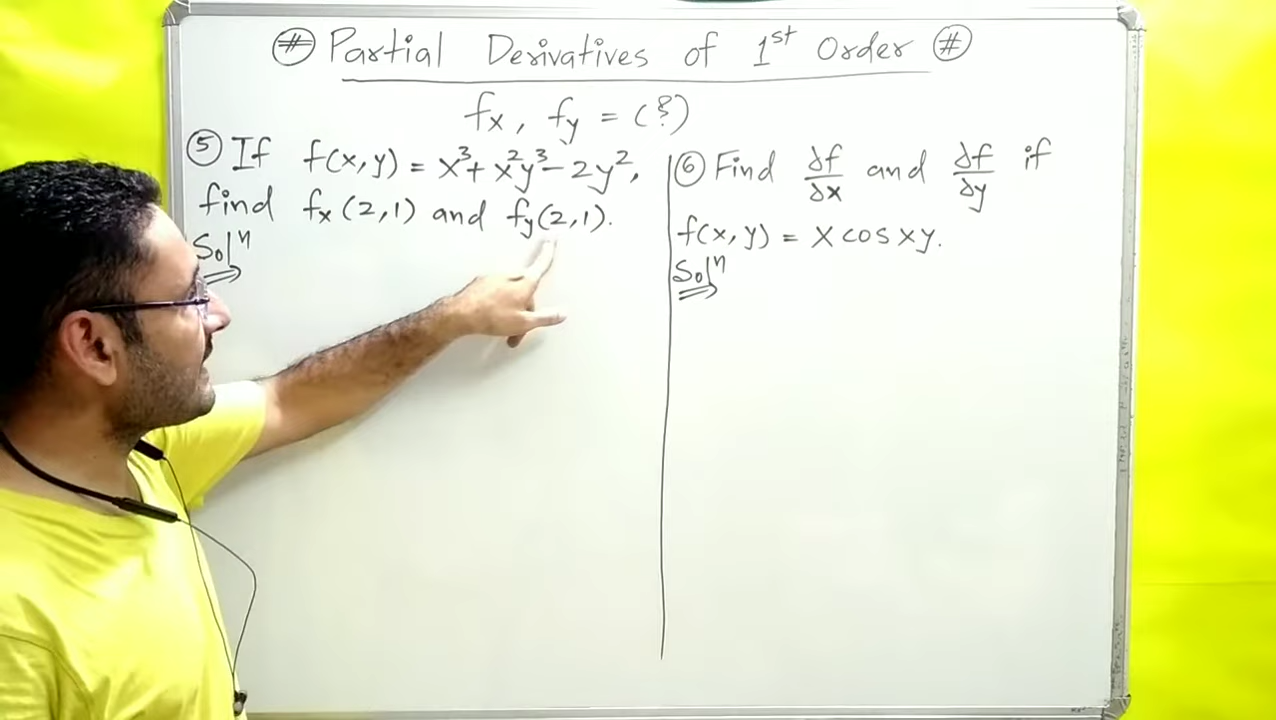 # Partial Derivatives of 1st Order #
fx, fy = (?)
⑤ If f(x,y) = x³ + x²y³ - 2y²,
find fx(2,1) and fy(2,1).
Solⁿ
⑥ Find ∂f/∂x and ∂f/∂y if
f(x,y) = x cos xy.
Solⁿ